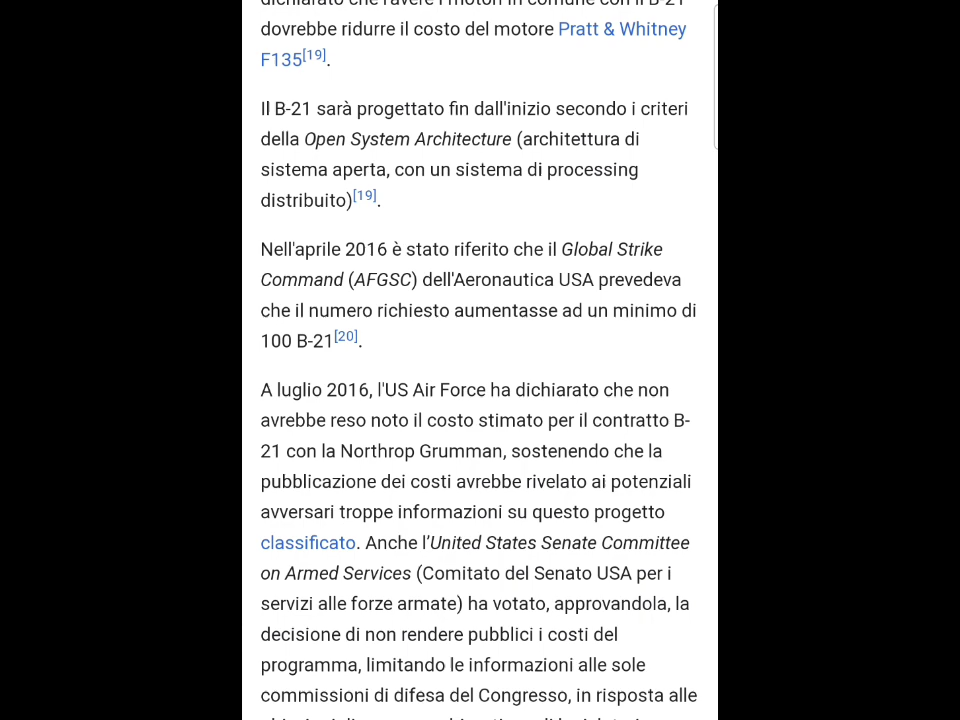 dichiarato che l'avere i motori in comune con il B-21
dovrebbe ridurre il costo del motore Pratt & Whitney
F135[19].
Il B-21 sarà progettato fin dall'inizio secondo i criteri
della Open System Architecture (architettura di
sistema aperta, con un sistema di processing
distribuito)[19].
Nell'aprile 2016 è stato riferito che il Global Strike
Command (AFGSC) dell'Aeronautica USA prevedeva
che il numero richiesto aumentasse ad un minimo di
100 B-21[20].
A luglio 2016, l'US Air Force ha dichiarato che non
avrebbe reso noto il costo stimato per il contratto B-
21 con la Northrop Grumman, sostenendo che la
pubblicazione dei costi avrebbe rivelato ai potenziali
avversari troppe informazioni su questo progetto
classificato. Anche l'United States Senate Committee
on Armed Services (Comitato del Senato USA per i
servizi alle forze armate) ha votato, approvandola, la
decisione di non rendere pubblici i costi del
programma, limitando le informazioni alle sole
commissioni di difesa del Congresso, in risposta alle